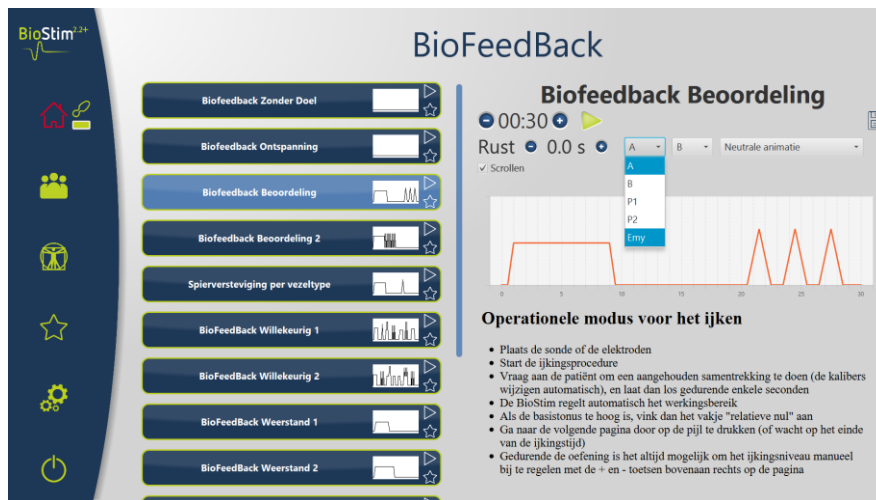 BioStim2.2+
BioFeedBack
Biofeedback Zonder Doel
Biofeedback Ontspanning
Biofeedback Beoordeling
Biofeedback Beoordeling 2
Spierversteviging per vezeltype
BioFeedBack Willekeurig 1
BioFeedBack Willekeurig 2
BioFeedBack Weerstand 1
BioFeedBack Weerstand 2
Biofeedback Beoordeling
00:30
Rust 0.0 s A B Neutrale animatie
Scrollen
A
B
P1
P2
Emy
0 5 10 15 20 25 30
Operationele modus voor het ijken
• Plaats de sonde of de elektroden
• Start de ijkingsprocedure
• Vraag aan de patiënt om een aangehouden samentrekking te doen (de kalibers
wijzigen automatisch), en laat dan los gedurende enkele seconden
• De BioStim regelt automatisch het werkingsbereik
• Als de basistonus te hoog is, vink dan het vakje "relatieve nul" aan
• Ga naar de volgende pagina door op de pijl te drukken (of wacht op het einde
van de ijkingstijd)
• Gedurende de oefening is het altijd mogelijk om het ijkingsniveau manueel
bij te regelen met de + en - toetsen bovenaan rechts op de pagina